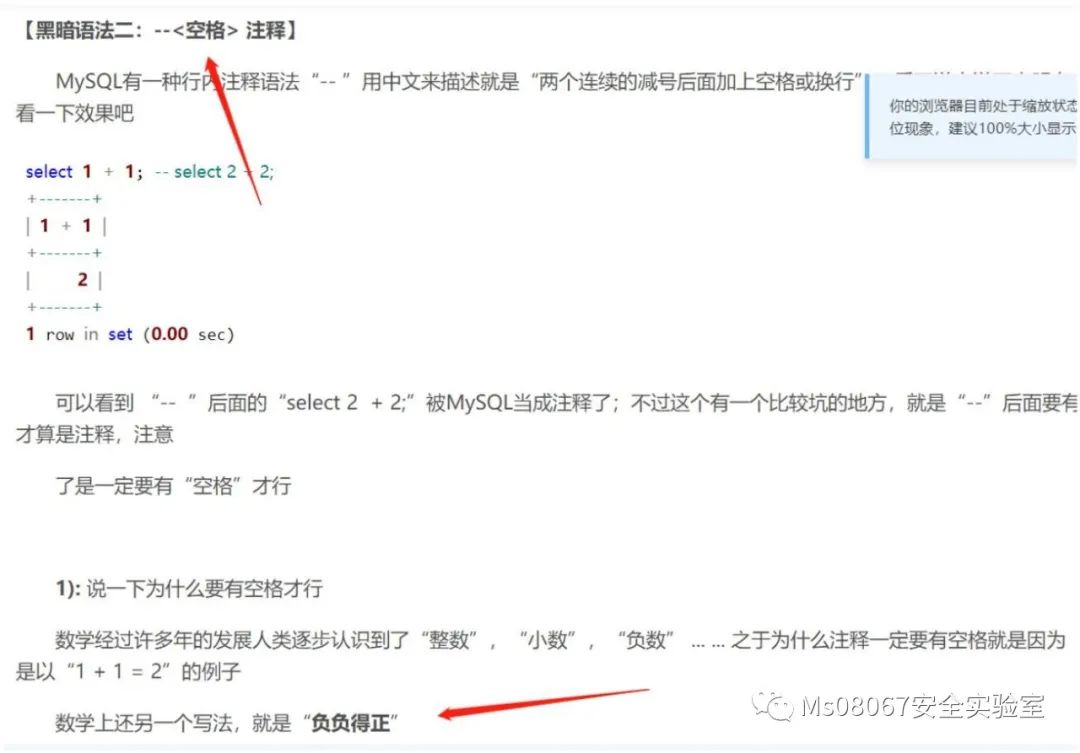 【黑暗语法二：--<空格> 注释】
MySQL有一种行内注释语法“-- ”用中文来描述就是“两个连续的减号后面加上空格或换行”
看一下效果吧
你的浏览器目前处于缩放状态
位现象，建议100%大小显示
select 1 + 1; -- select 2 + 2;
+-------+
| 1 + 1 |
+-------+
|     2 |
+-------+
1 row in set (0.00 sec)
可以看到 “-- ”后面的“select 2 + 2;”被MySQL当成注释了；不过这个有一个比较坑的地方，就是“--”后面要有
才算是注释，注意
了是一定要有“空格”才行
1): 说一下为什么要有空格才行
数学经过许多年的发展人类逐步认识到了“整数”，“小数”，“负数” ... ... 之于为什么注释一定要有空格就是因为
是以“1 + 1 = 2”的例子
数学上还另一个写法，就是“负负得正”
Ms08067安全实验室